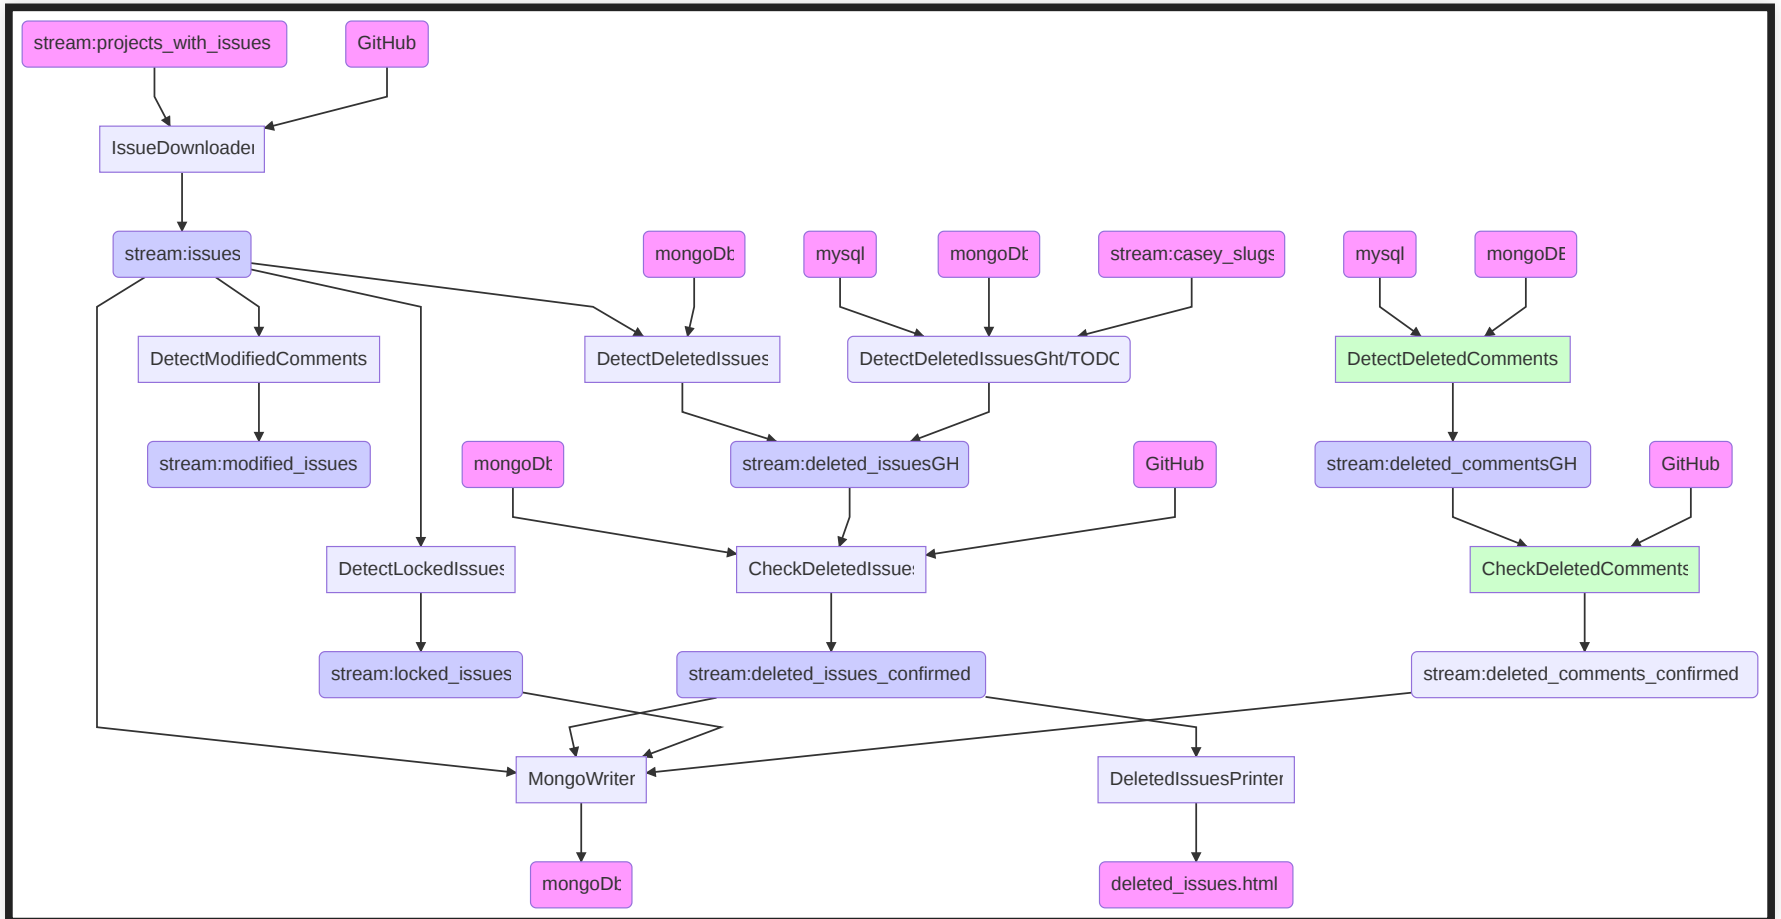 stream:projects_with_issues
GitHub
IssueDownloader
stream:issues
mongoDb
mysql
mongoDb
stream:casey_slugs
mysql
mongoDB
DetectModifiedComments
DetectDeletedIssues
DetectDeletedIssuesGht/TODO
DetectDeletedComments
stream:modified_issues
mongoDb
stream:deleted_issuesGH
GitHub
stream:deleted_commentsGH
GitHub
DetectLockedIssues
CheckDeletedIssues
CheckDeletedComments
stream:locked_issues
stream:deleted_issues_confirmed
stream:deleted_comments_confirmed
MongoWriter
DeletedIssuesPrinter
mongoDb
deleted_issues.html